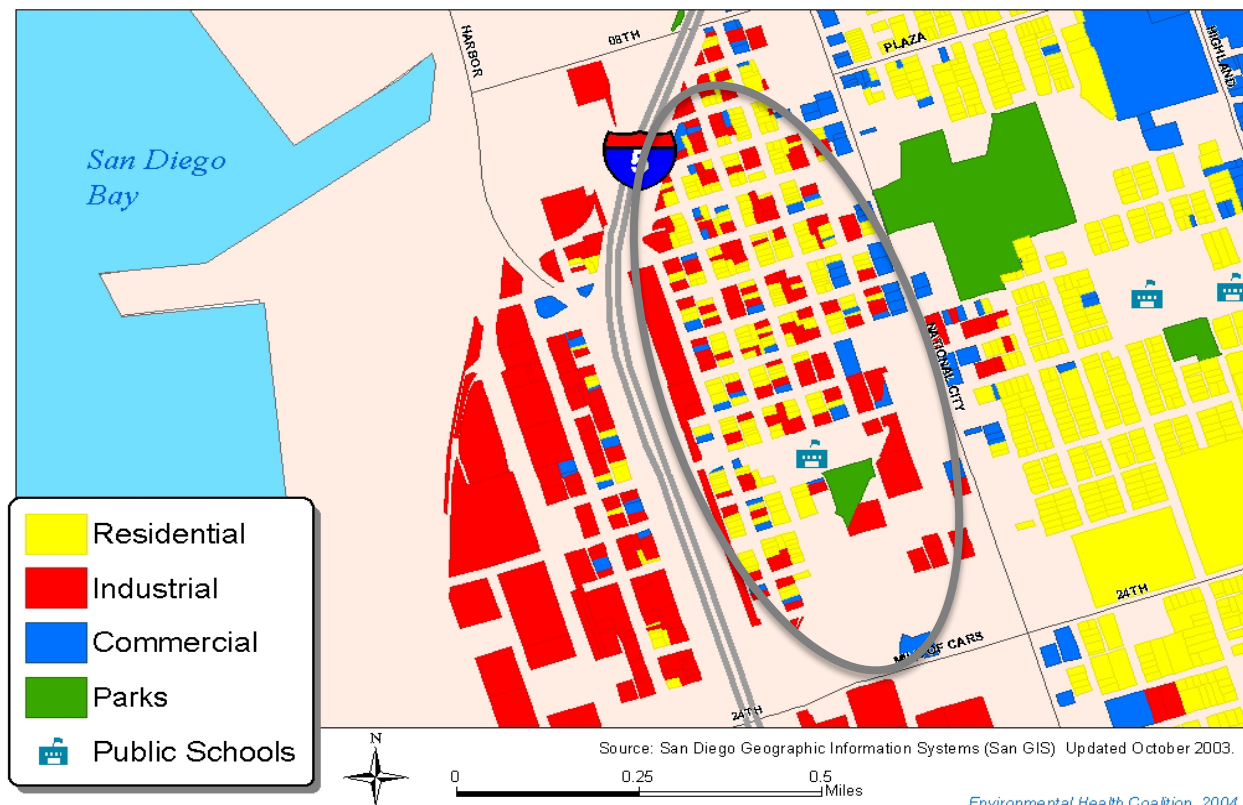 HARBOR
08TH
PLAZA
HIGHLAND
San Diego
Bay
5
NATIONAL CITY
24TH
MILE OF CARS
24TH
Residential
Industrial
Commercial
Parks
Public Schools
N
0
0.25
0.5
Miles
Source: San Diego Geographic Information Systems (San GIS) Updated October 2003.
Environmental Health Coalition, 2004